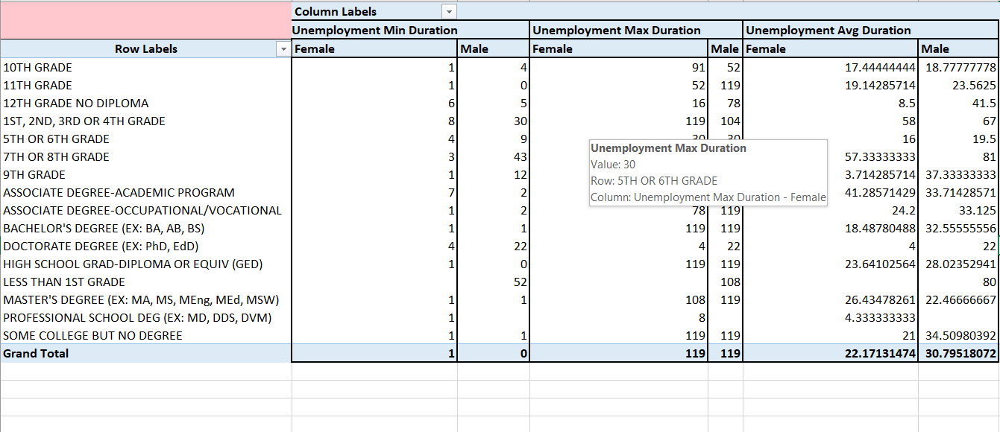 Column Labels
Unemployment Min Duration Unemployment Max Duration Unemployment Avg Duration
Row Labels Female Male Female Male Female Male
10TH GRADE 1 4 91 52 17.44444444 18.77777778
11TH GRADE 1 0 52 119 19.14285714 23.5625
12TH GRADE NO DIPLOMA 6 5 16 78 8.5 41.5
1ST, 2ND, 3RD OR 4TH GRADE 8 30 119 104 58 67
5TH OR 6TH GRADE 4 9 30 30 16 19.5
Unemployment Max Duration
Value: 30
Row: 5TH OR 6TH GRADE
Column: Unemployment Max Duration - Female
7TH OR 8TH GRADE 3 43 57.33333333 81
9TH GRADE 1 12 3.714285714 37.33333333
ASSOCIATE DEGREE-ACADEMIC PROGRAM 7 2 41.28571429 33.71428571
ASSOCIATE DEGREE-OCCUPATIONAL/VOCATIONAL 1 2 78 119 24.2 33.125
BACHELOR'S DEGREE (EX: BA, AB, BS) 1 1 119 119 18.48780488 32.55555556
DOCTORATE DEGREE (EX: PhD, EdD) 4 22 4 22 4 22
HIGH SCHOOL GRAD-DIPLOMA OR EQUIV (GED) 1 0 119 119 23.64102564 28.02352941
LESS THAN 1ST GRADE 52 108 80
MASTER'S DEGREE (EX: MA, MS, MEng, MEd, MSW) 1 1 108 119 26.43478261 22.46666667
PROFESSIONAL SCHOOL DEG (EX: MD, DDS, DVM) 1 8 4.333333333
SOME COLLEGE BUT NO DEGREE 1 1 119 119 21 34.50980392
Grand Total 1 0 119 119 22.17131474 30.79518072